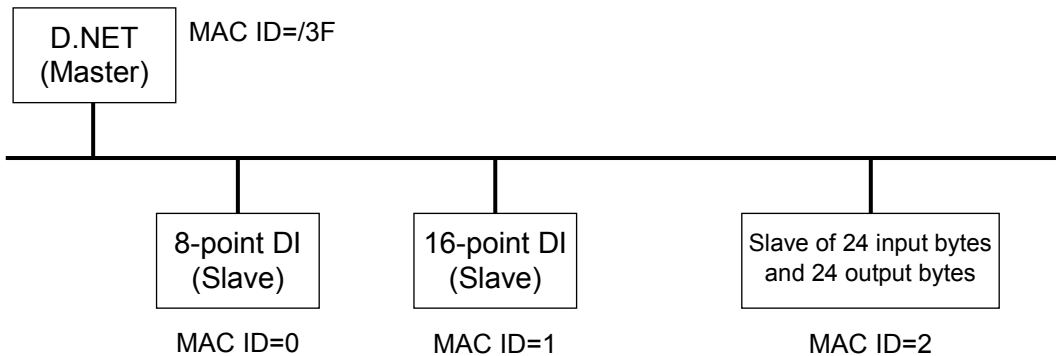 D.NET
(Master)
MAC ID=/3F
8-point DI
(Slave)
16-point DI
(Slave)
Slave of 24 input bytes
and 24 output bytes
MAC ID=0
MAC ID=1
MAC ID=2